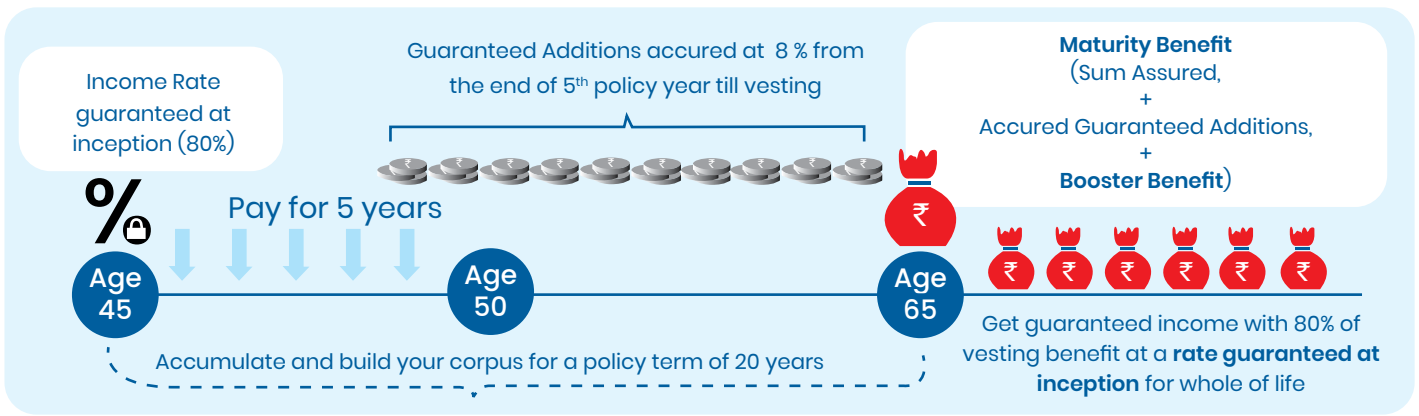 Income Rate
guaranteed at
inception (80%)
%
Guaranteed Additions accured at 8 % from
the end of 5th policy year till vesting
Maturity Benefit
(Sum Assured,
+
Accured Guaranteed Additions,
+
Booster Benefit)
Pay for 5 years
₹ ₹ ₹ ₹ ₹ ₹ ₹ ₹ ₹ ₹
₹
₹ ₹ ₹ ₹ ₹ ₹
Age
45
Age
50
Age
65
Accumulate and build your corpus for a policy term of 20 years
Get guaranteed income with 80% of
vesting benefit at a rate guaranteed at
inception for whole of life